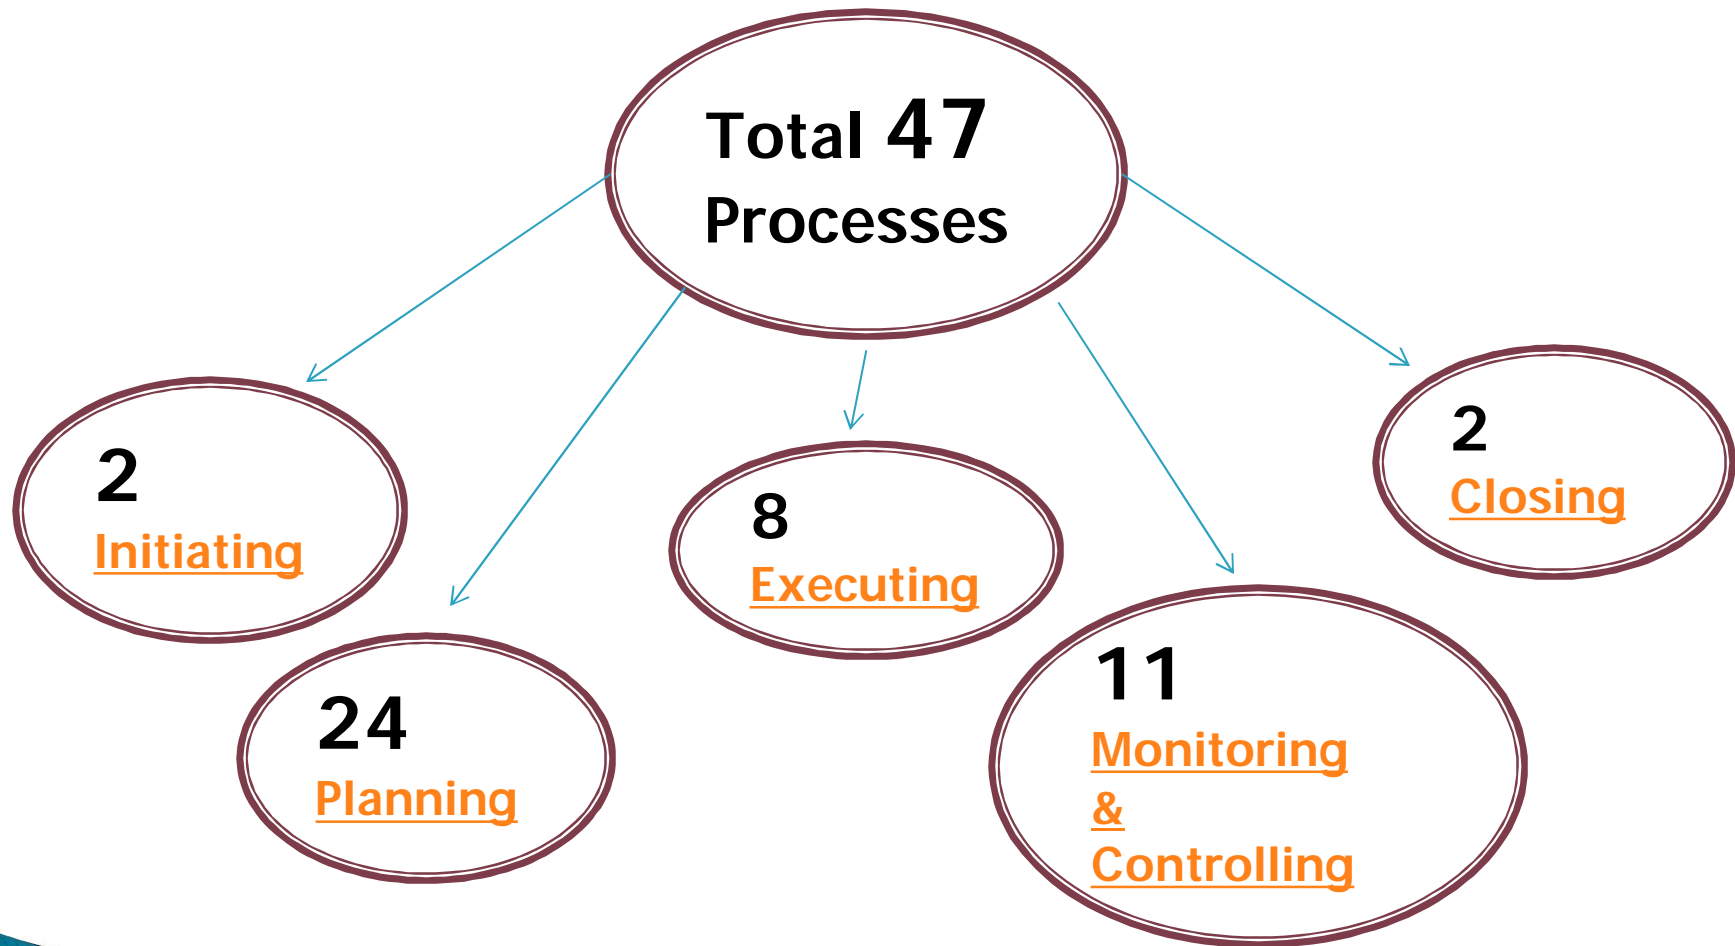 Total 47
Processes
2
Initiating
24
Planning
8
Executing
11
Monitoring
&
Controlling
2
Closing